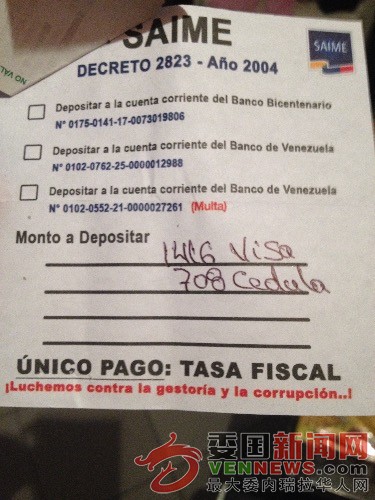 SAIME
SAIME
DECRETO 2823 - Año 2004
NO VÁL
Depositar a la cuenta corriente del Banco Bicentenario
N° 0175-0141-17-0073019806
Depositar a la cuenta corriente del Banco de Venezuela
N° 0102-0762-25-0000012988
Depositar a la cuenta corriente del Banco de Venezuela
N° 0102-0552-21-0000027261 (Multa)
Monto a Depositar
1416 Visa
708 Cedula
ÚNICO PAGO: TASA FISCAL
¡Luchemos contra la gestoría y la corrupción..!
委国新闻网
VENNEWS.COM
最大委内瑞拉华人网